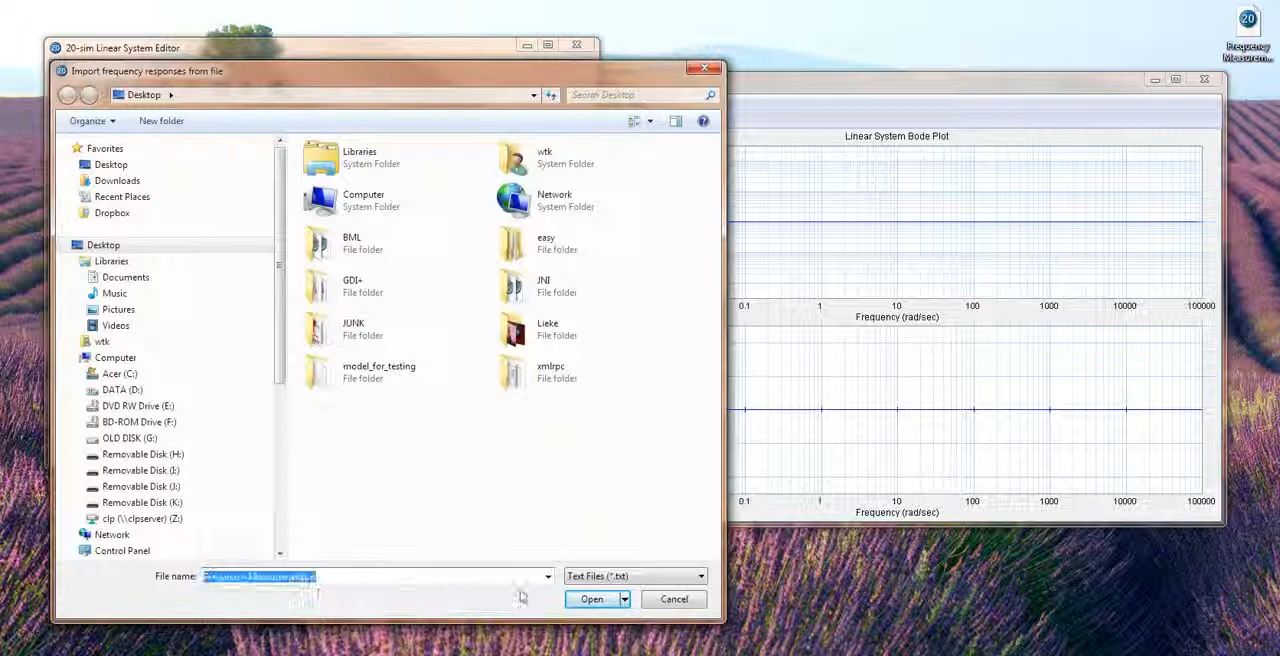 20
Frequency
Measurem...
20-sim Linear System Editor
Import frequency responses from file
Desktop
Search Desktop
Organize
New folder
Favorites
Desktop
Downloads
Recent Places
Dropbox
Desktop
Libraries
Documents
Music
Pictures
Videos
wtk
Computer
Acer (C:)
DATA (D:)
DVD RW Drive (E:)
BD-ROM Drive (F:)
OLD DISK (G:)
Removable Disk (H:)
Removable Disk (I:)
Removable Disk (J:)
Removable Disk (K:)
clp (\\clpserver) (Z:)
Network
Control Panel
Libraries
System Folder
wtk
System Folder
Computer
System Folder
Network
System Folder
BML
File folder
easy
File folder
GDI+
File folder
JNI
File folder
JUNK
File folder
Lieke
File folder
model_for_testing
File folder
xmlrpc
File folder
File name:
Text Files (*.txt)
Open
Cancel
Linear System Bode Plot
0.1 1 10 100 1000 10000 100000
Frequency (rad/sec)
0.1 1 10 100 1000 10000 100000
Frequency (rad/sec)